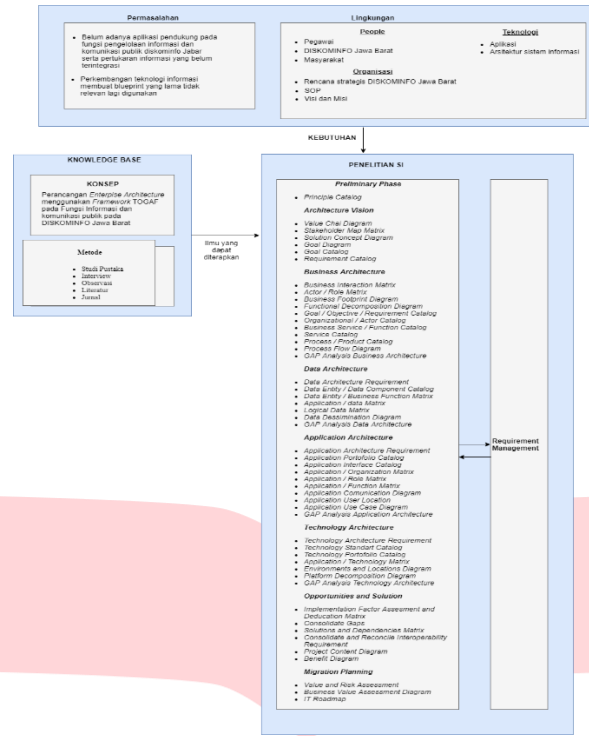 Permasalahan
• Belum adanya aplikasi pendukung pada
fungsi pengelolaan informasi dan
komunikasi publik diskominfo Jabar
serta pertukaran informasi yang belum
terintegrasi
• Perkembangan teknologi informasi
membuat blueprint yang lama tidak
relevan lagi digunakan
Lingkungan
People
• Pegawai
• DISKOMINFO Jawa Barat
• Masyarakat
Organisasi
• Rencana strategis DISKOMINFO Jawa Barat
• SOP
• Visi dan Misi
Teknologi
• Aplikasi
• Arsitektur sistem informasi
KEBUTUHAN
KNOWLEDGE BASE
KONSEP
Perancangan Enterpise Architecture
menggunakan Framework TOGAF
pada Fungsi Informasi dan
komunikasi publik pada
DISKOMINFO Jawa Barat
Metode
• Studi Pustaka
• Interview
• Observasi
• Literatur
• Jurnal
Ilmu yang
dapat
diterapkan
PENELITIAN SI
Preliminary Phase
• Principle Catalog
Architecture Vision
• Value Chai Diagram
• Stakeholder Map Matrix
• Solution Concept Diagram
• Goal Diagram
• Goal Catalog
• Requirement Catalog
Business Architecture
• Business Interaction Matrix
• Actor / Role Matrix
• Business Footprint Diagram
• Functional Decomposition Diagram
• Goal / Objective / Requirement Catalog
• Organizational / Actor Catalog
• Business Service / Function Catalog
• Service Catalog
• Process / Product Catalog
• Process Flow Diagram
• GAP Analysis Business Architecture
Data Architecture
• Data Architecture Requirement
• Data Entity / Data Component Catalog
• Data Entity / Business Function Matrix
• Application / data Matrix
• Logical Data Matrix
• Data Dessimination Diagram
• GAP Analysis Data Architecture
Application Architecture
• Application Architecture Requirement
• Application Portofolio Catalog
• Application Interface Catalog
• Application / Organization Matrix
• Application / Role Matrix
• Application / Function Matrix
• Application Comunication Diagram
• Application User Location
• Application Use Case Diagram
• GAP Analysis Application Architecture
Technology Architecture
• Technology Architecture Requirement
• Technology Standart Catalog
• Technology Portofolio Catalog
• Application / Technology Matrix
• Environments and Locations Diagram
• Platform Decomposition Diagram
• GAP Analysis Technology Architecture
Opportunities and Solution
• Implementation Factor Assesment and
Deducation Matrix
• Consolidate Gaps
• Solutions and Dependencies Matrix
• Consolidate and Reconcile Interoperability
Requirement
• Project Content Diagram
• Benefit Diagram
Migration Planning
• Value and Risk Assessment
• Business Value Assessment Diagram
• IT Roadmap
Requirement
Management